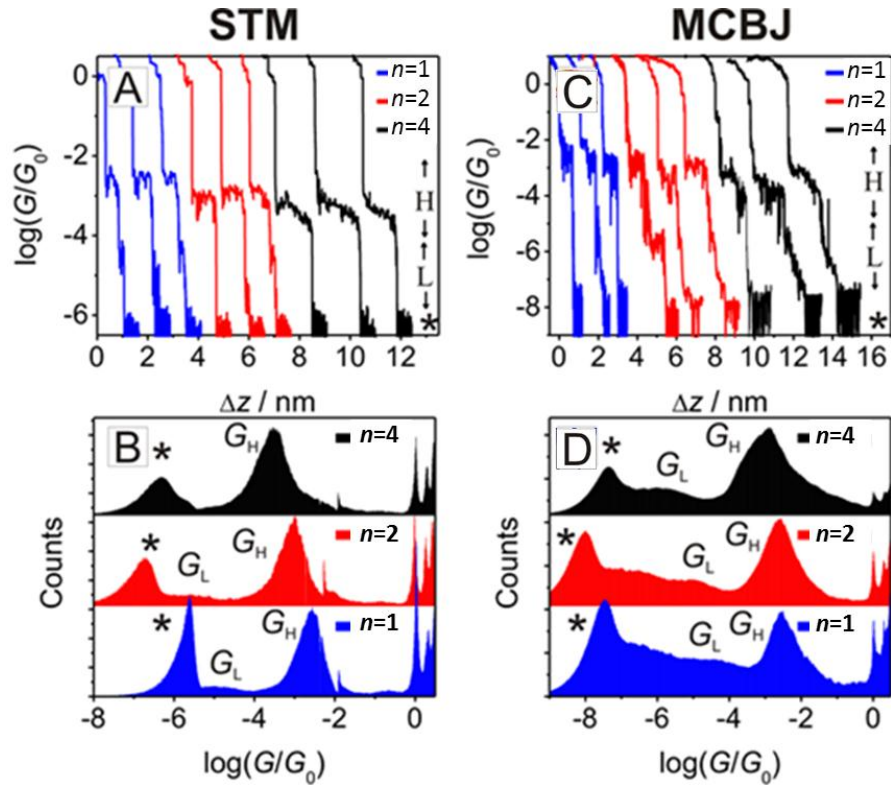 STM MCBJ
A
n=1
n=2
n=4
log(G/G0)
0
-2
-4
-6
↑
H
↓
↑
L
↓
*
0 2 4 6 8 10 12
Δz / nm
C
n=1
n=2
n=4
log(G/G0)
0
-2
-4
-6
-8
↑
H
↓
↑
L
↓
*
0 2 4 6 8 10 12 14 16
Δz / nm
B
* GH n=4
* GL GH n=2
* GL GH n=1
Counts
-8 -6 -4 -2 0
log(G/G0)
D
* GL GH n=4
* GL GH n=2
* GL GH n=1
Counts
-8 -6 -4 -2 0
log(G/G0)